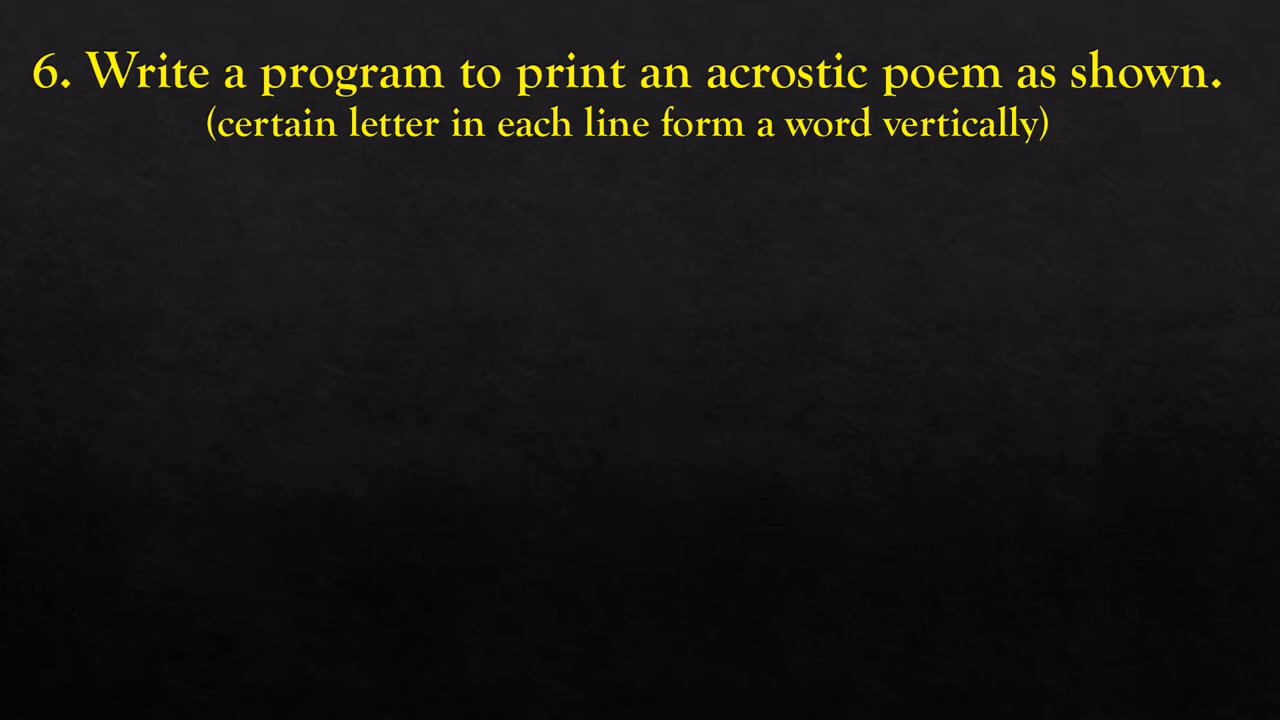 6. Write a program to print an acrostic poem as shown.
(certain letter in each line form a word vertically)